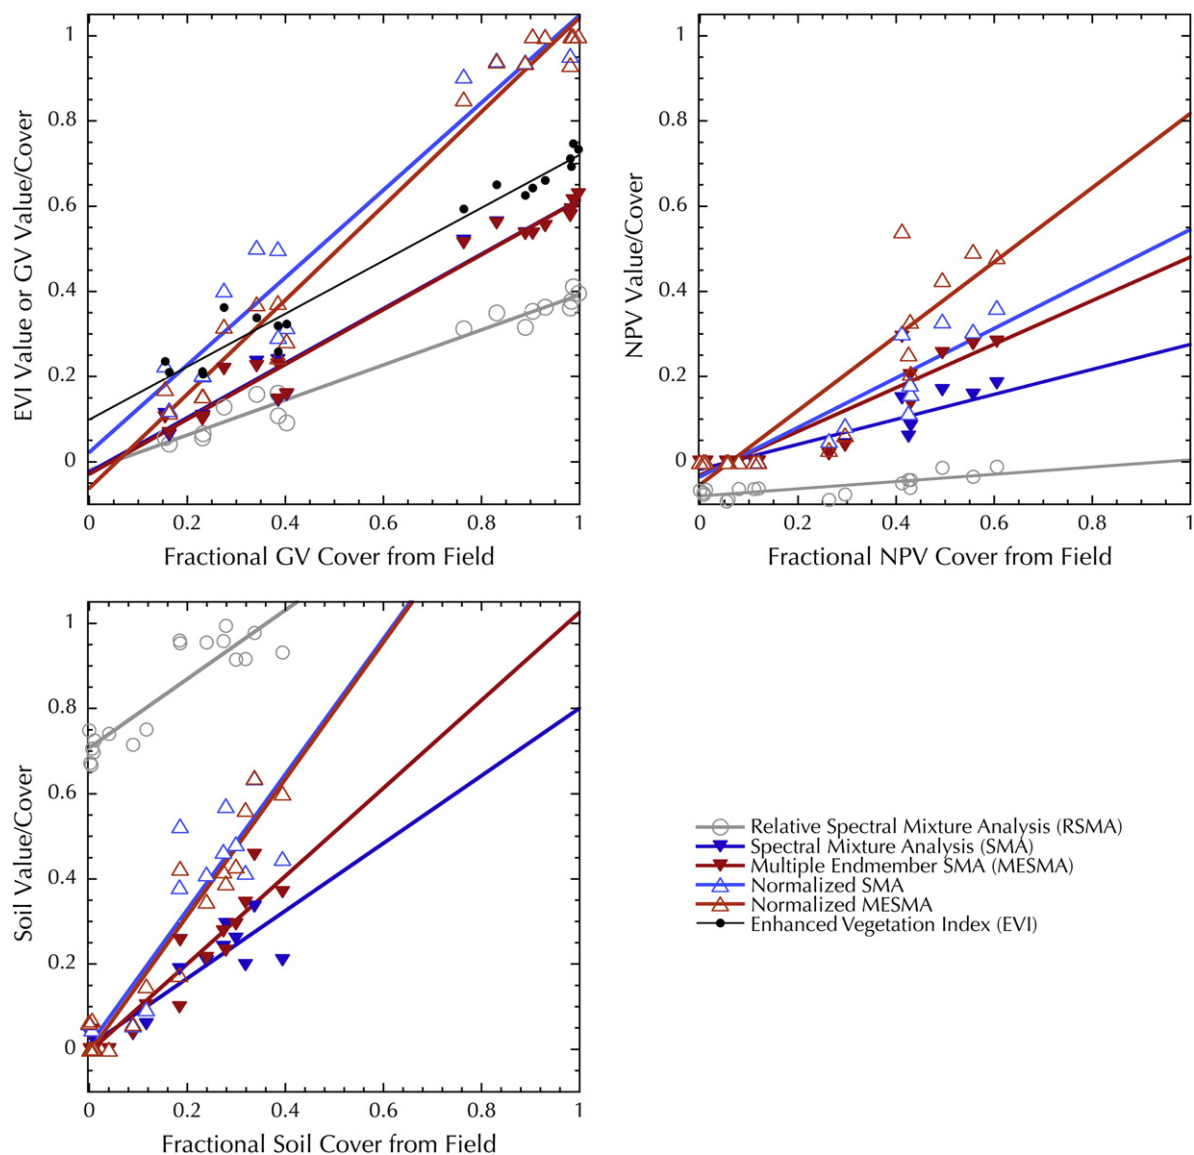 EVI Value or GV Value/Cover
1
0.8
0.6
0.4
0.2
0
0 0.2 0.4 0.6 0.8 1
Fractional GV Cover from Field
NPV Value/Cover
1
0.8
0.6
0.4
0.2
0
0 0.2 0.4 0.6 0.8 1
Fractional NPV Cover from Field
Soil Value/Cover
1
0.8
0.6
0.4
0.2
0
0 0.2 0.4 0.6 0.8 1
Fractional Soil Cover from Field
Relative Spectral Mixture Analysis (RSMA)
Spectral Mixture Analysis (SMA)
Multiple Endmember SMA (MESMA)
Normalized SMA
Normalized MESMA
Enhanced Vegetation Index (EVI)